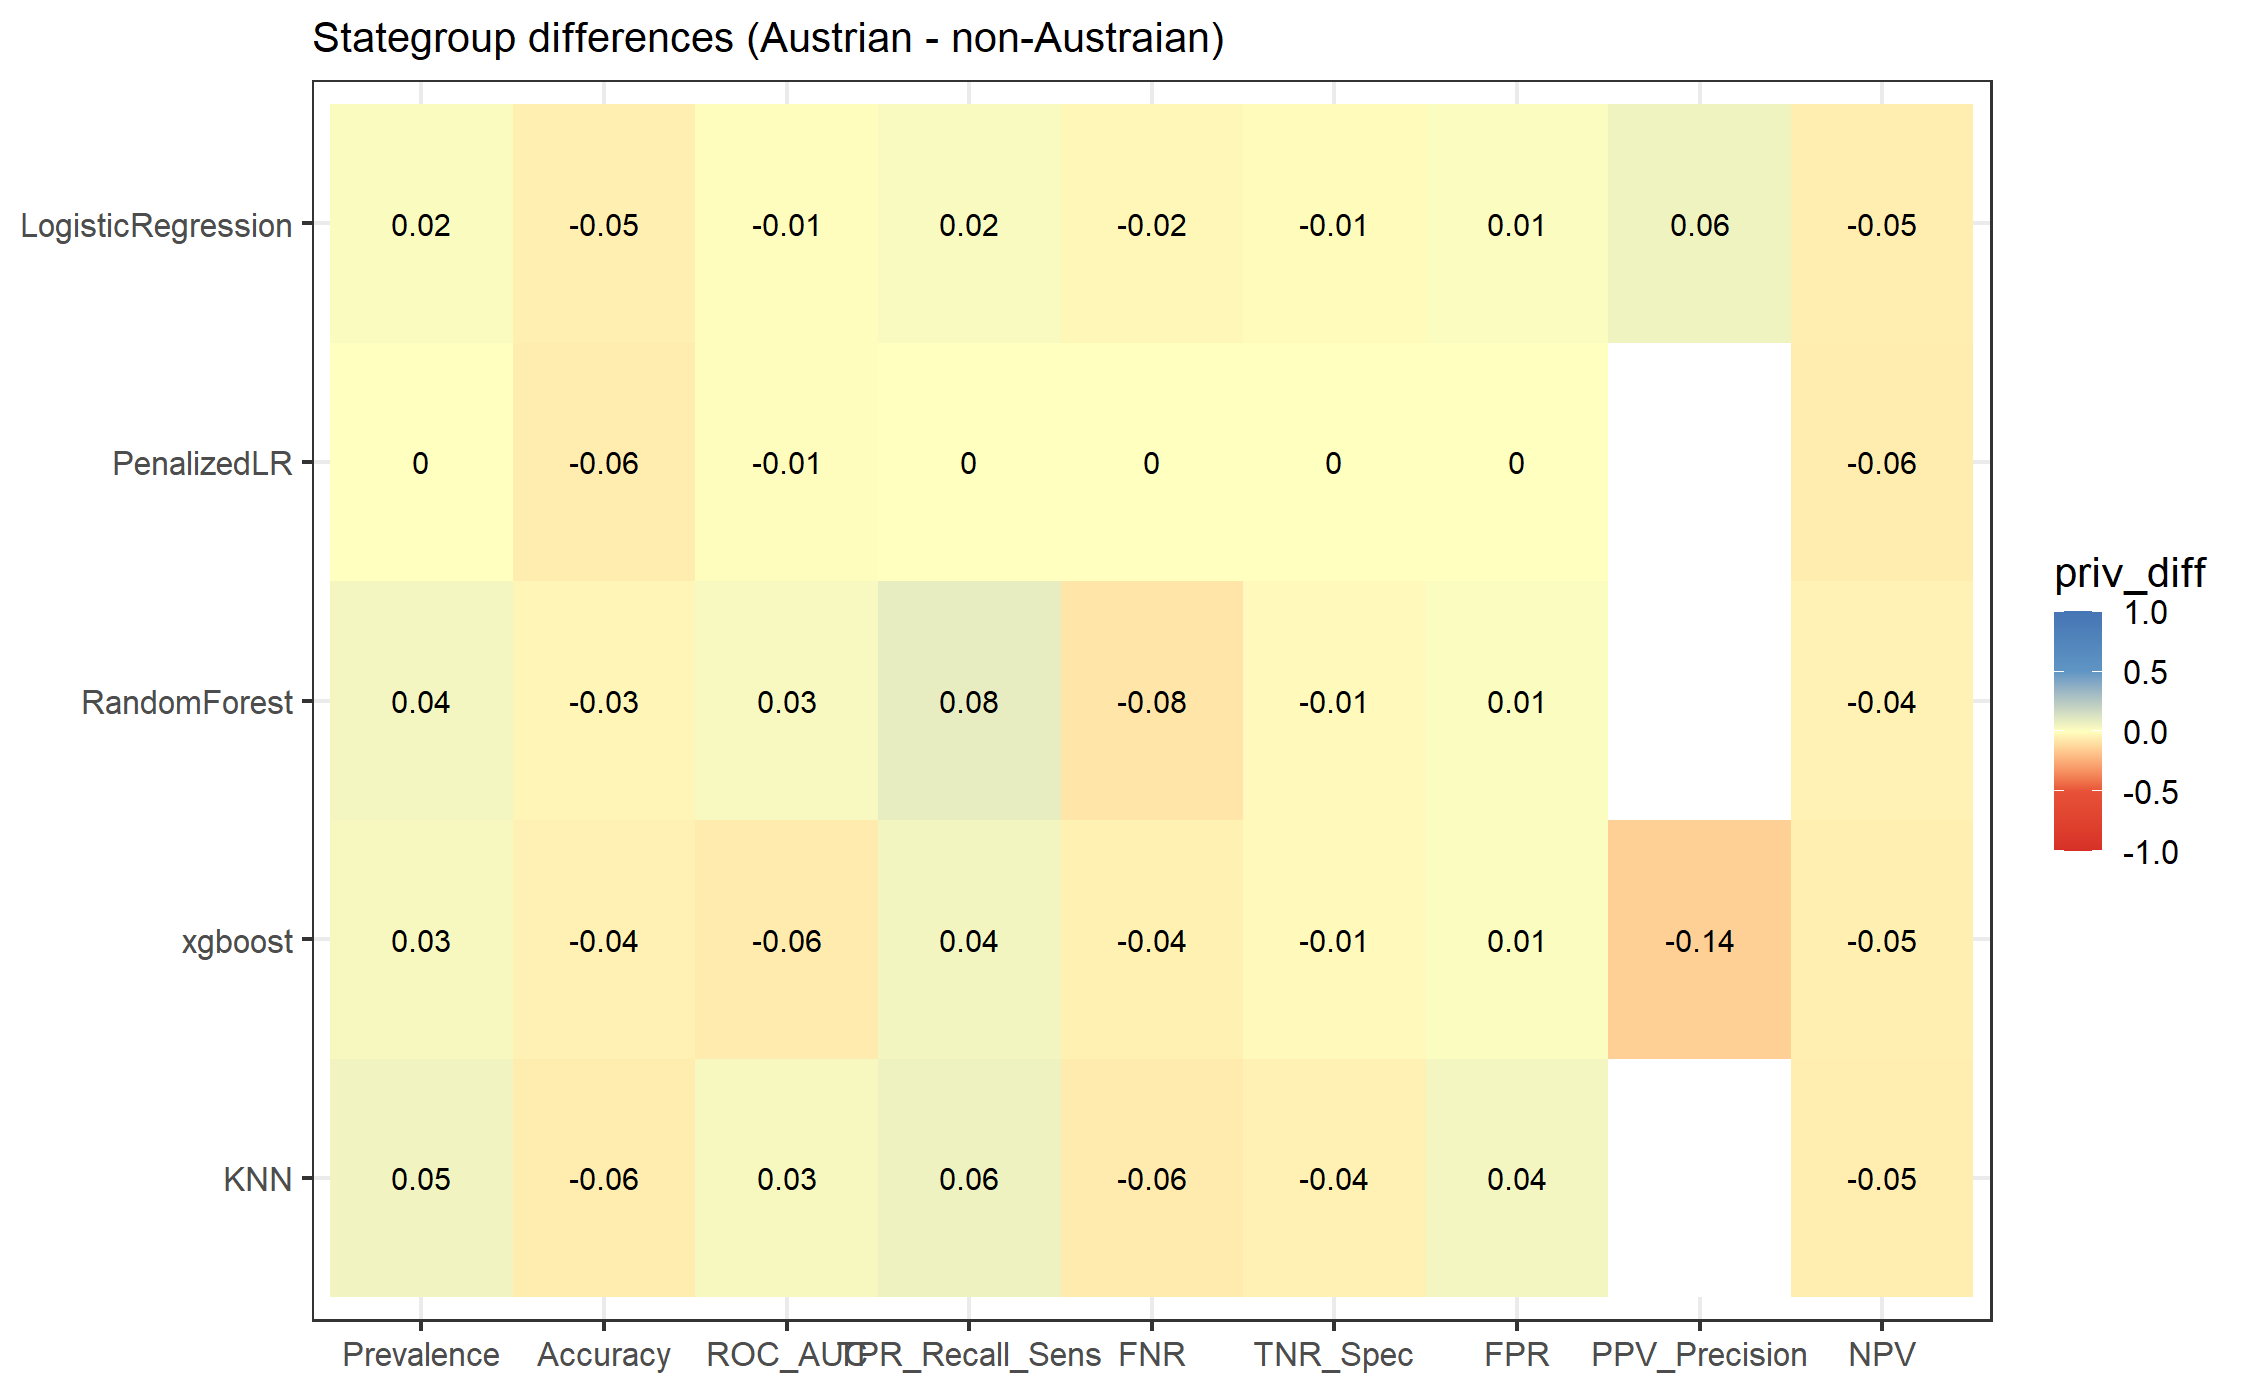 Stategroup differences (Austrian - non-Austraian)
LogisticRegression 0.02 -0.05 -0.01 0.02 -0.02 -0.01 0.01 0.06 -0.05
PenalizedLR 0 -0.06 -0.01 0 0 0 0 -0.06
RandomForest 0.04 -0.03 0.03 0.08 -0.08 -0.01 0.01 -0.04
xgboost 0.03 -0.04 -0.06 0.04 -0.04 -0.01 0.01 -0.14 -0.05
KNN 0.05 -0.06 0.03 0.06 -0.06 -0.04 0.04 -0.05
Prevalence Accuracy ROC_AUC TPR_Recall_Sens FNR TNR_Spec FPR PPV_Precision NPV
priv_diff
1.0
0.5
0.0
-0.5
-1.0